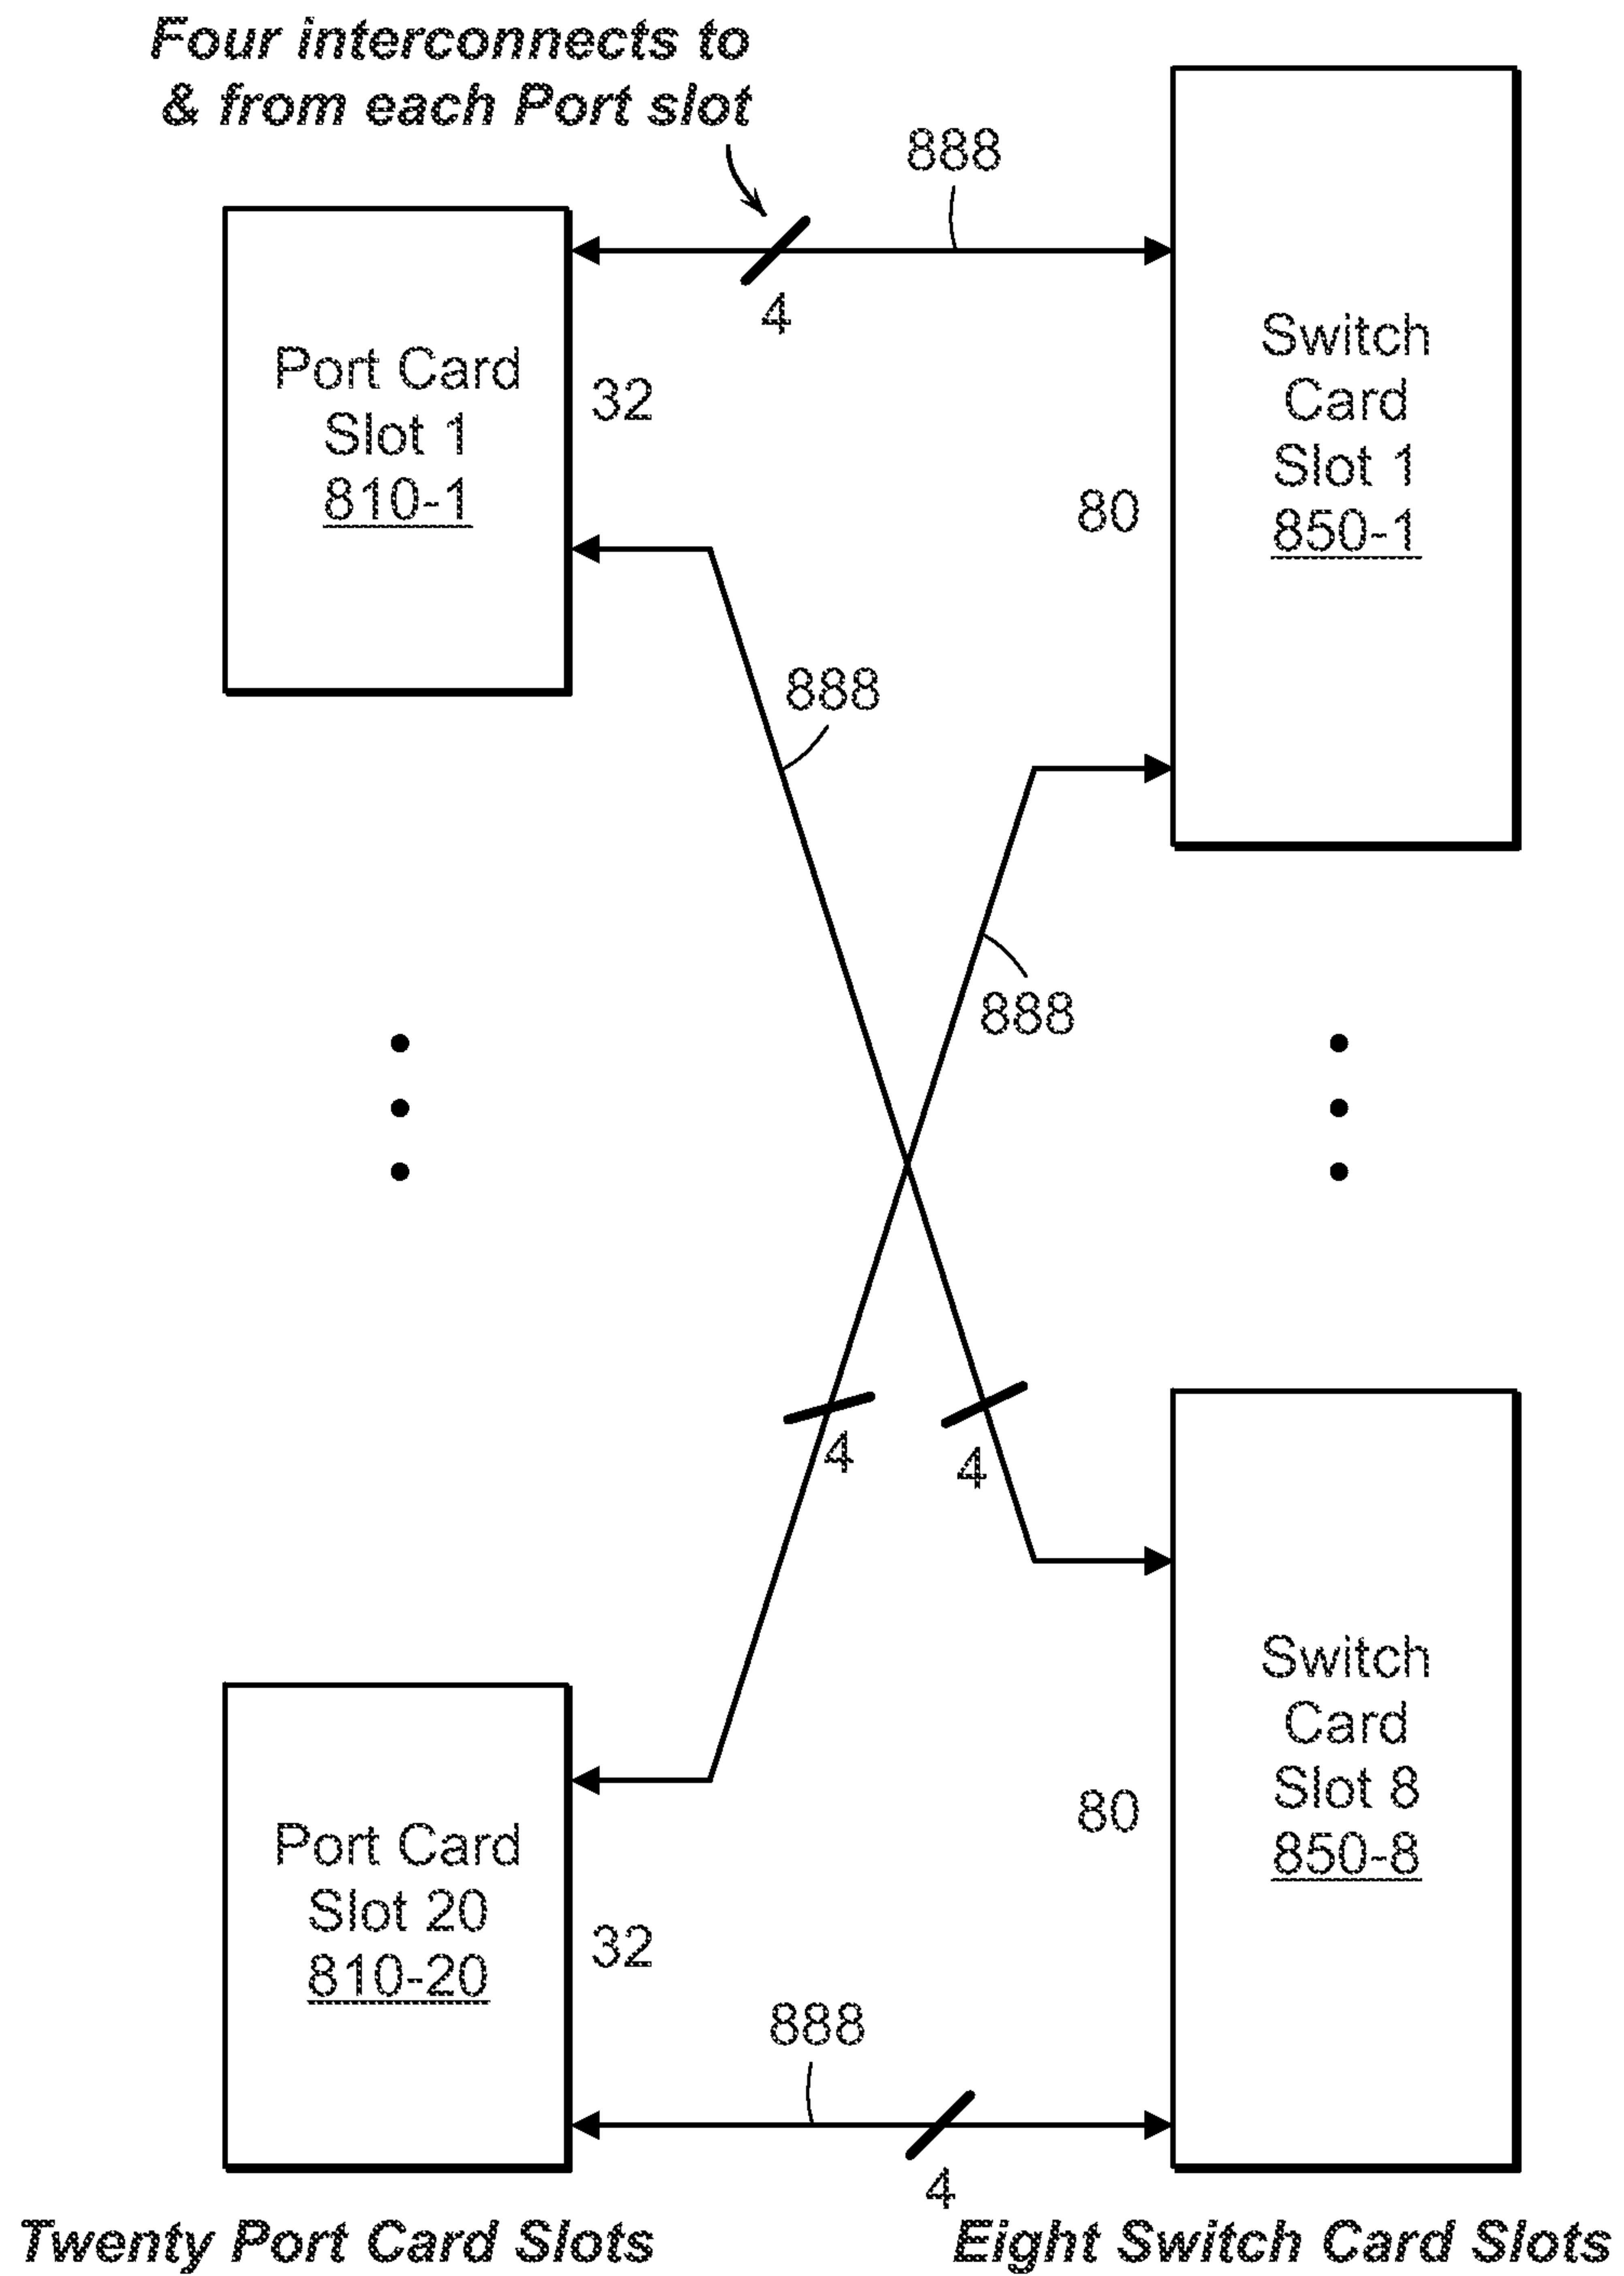 Four interconnects to
& from each Port slot
888
4
Port Card
Slot 1
810-1
32
Switch
Card
Slot 1
850-1
80
888
888
4
4
Port Card
Slot 20
810-20
32
Switch
Card
Slot 8
850-8
80
888
4
Twenty Port Card Slots
Eight Switch Card Slots